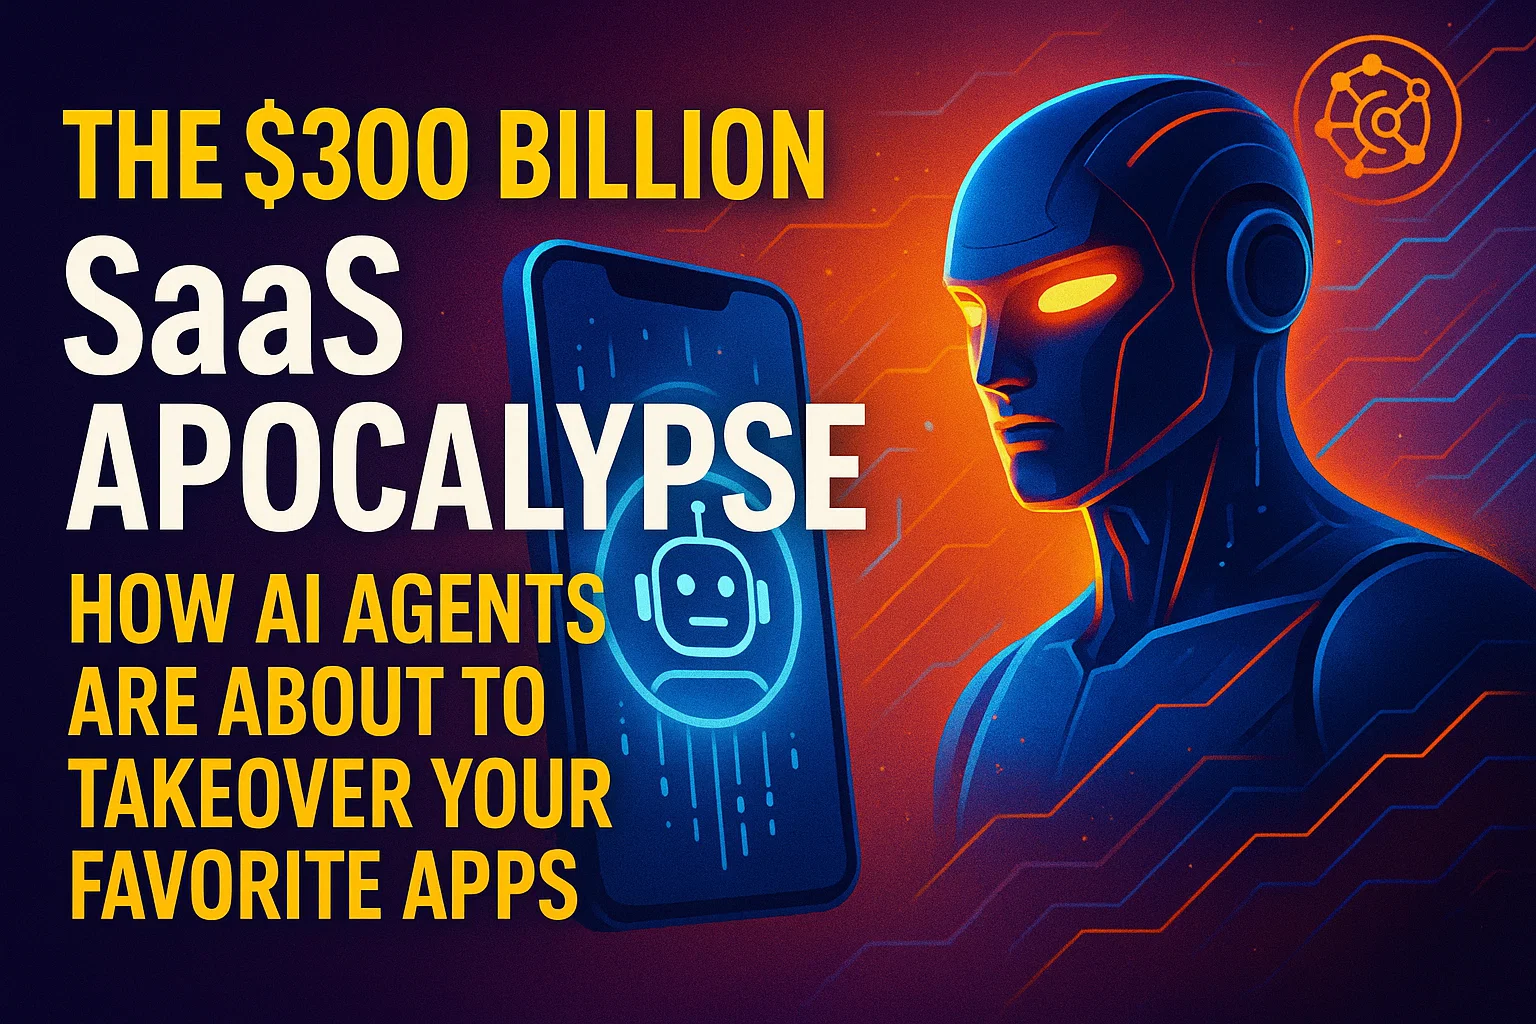 THE $300 BILLION
SaaS
APOCALYPSE
HOW AI AGENTS
ARE ABOUT TO
TAKEOVER YOUR
FAVORITE APPS